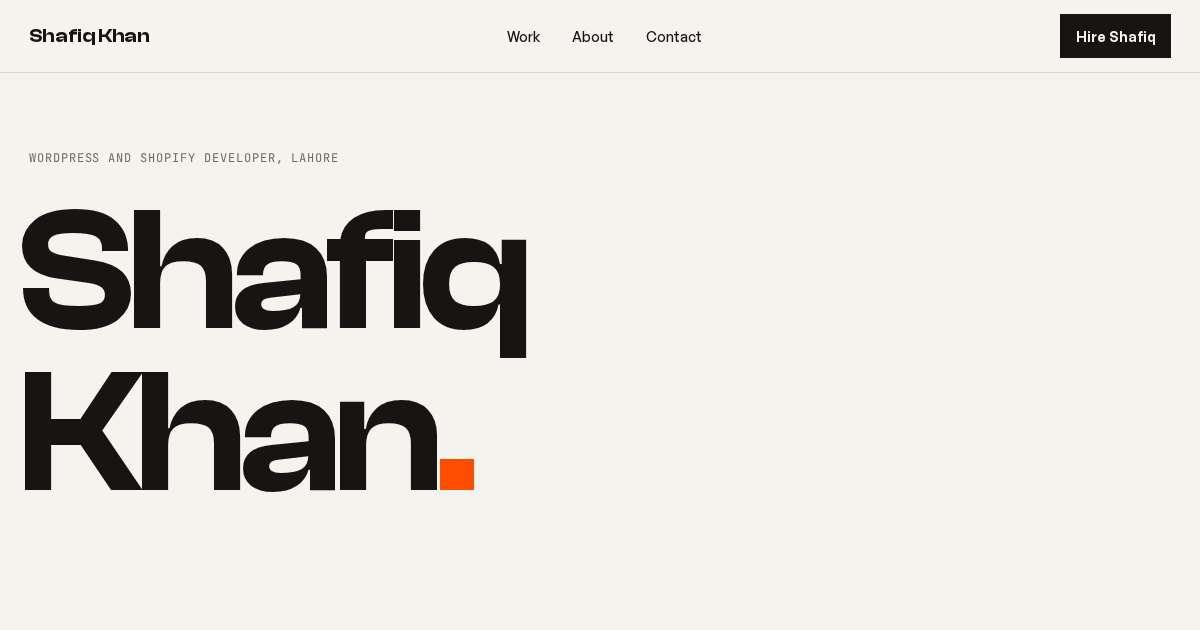 Shafiq Khan
Work
About
Contact
Hire Shafiq
WORDPRESS AND SHOPIFY DEVELOPER, LAHORE
Shafiq
Khan.